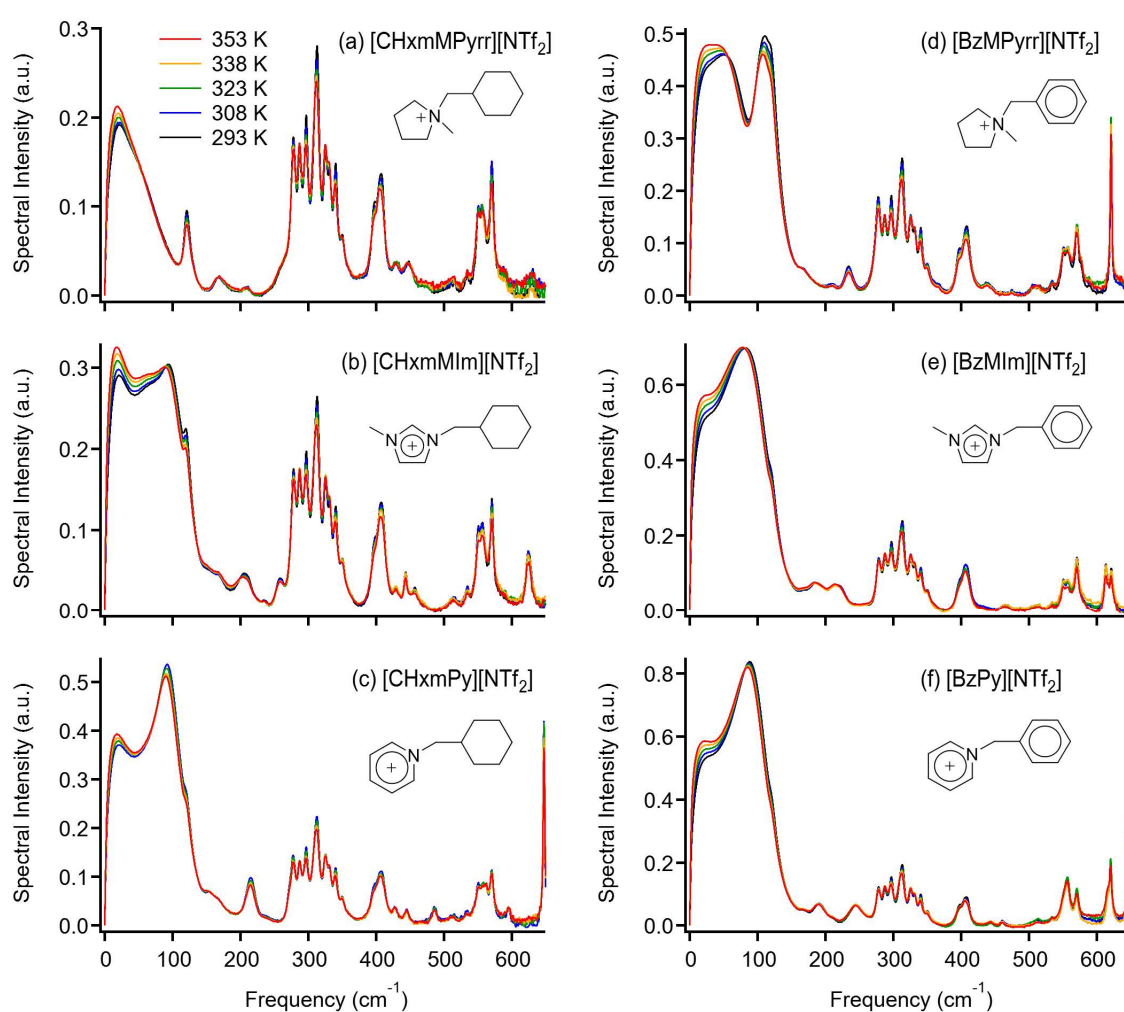 (a) [CHxmMPyrr][NTf2]
353 K
338 K
323 K
308 K
293 K
0.3
0.2
0.1
0.0
Spectral Intensity (a.u.)
N
+
(d) [BzMPyrr][NTf2]
0.5
0.4
0.3
0.2
0.1
0.0
Spectral Intensity (a.u.)
N
+
(b) [CHxmMIm][NTf2]
0.3
0.2
0.1
0.0
Spectral Intensity (a.u.)
N
N
+
(e) [BzMIm][NTf2]
0.6
0.4
0.2
0.0
Spectral Intensity (a.u.)
N
N
+
(c) [CHxmPy][NTf2]
0.5
0.4
0.3
0.2
0.1
0.0
Spectral Intensity (a.u.)
N
+
0 100 200 300 400 500 600
Frequency (cm⁻¹)
(f) [BzPy][NTf2]
0.8
0.6
0.4
0.2
0.0
Spectral Intensity (a.u.)
N
+
0 100 200 300 400 500 600
Frequency (cm⁻¹)